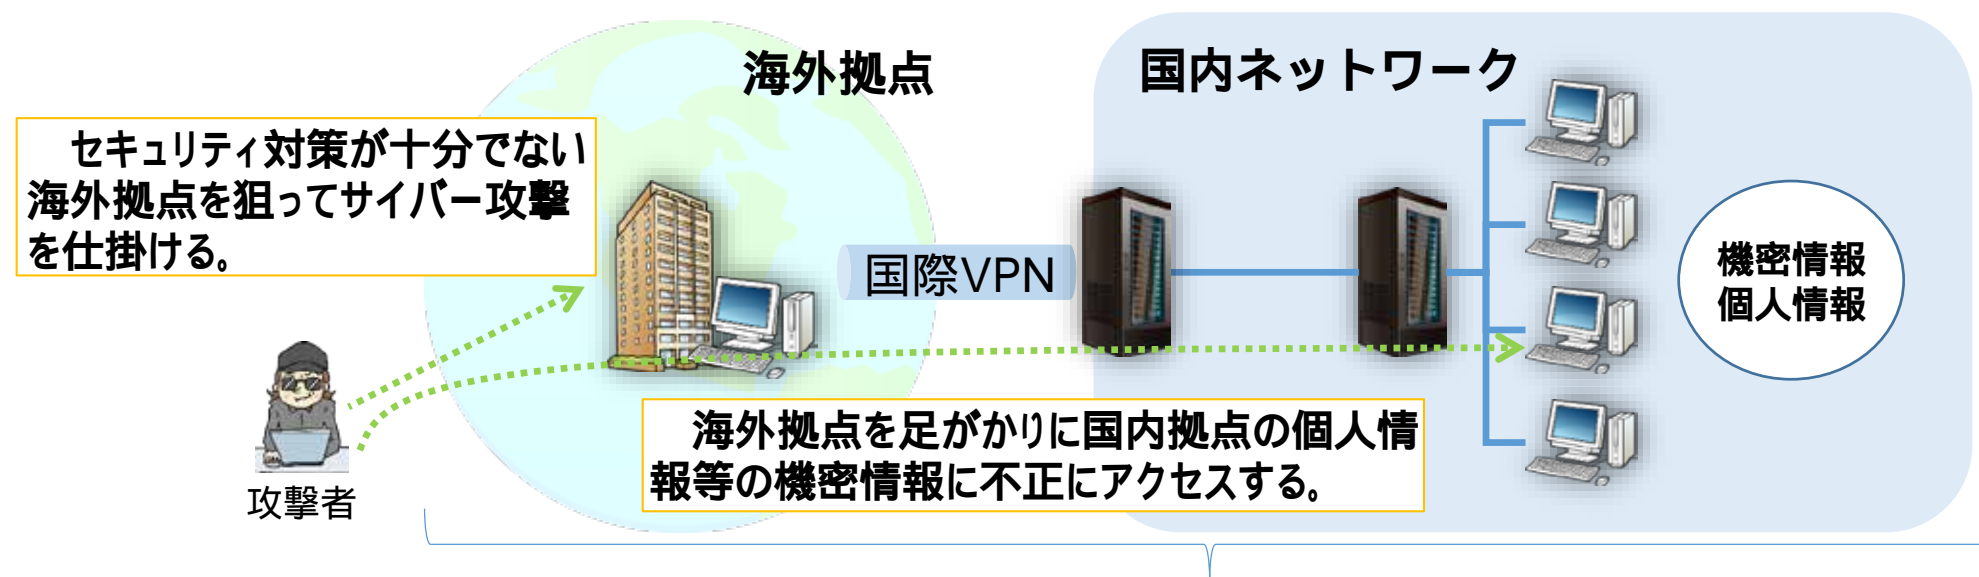 海外拠点
国内ネットワーク
セキュリティ対策が十分でない
海外拠点を狙ってサイバー攻撃
を仕掛ける。
国際VPN
機密情報
個人情報
海外拠点を足がかりに国内拠点の個人情
報等の機密情報に不正にアクセスする。
攻撃者